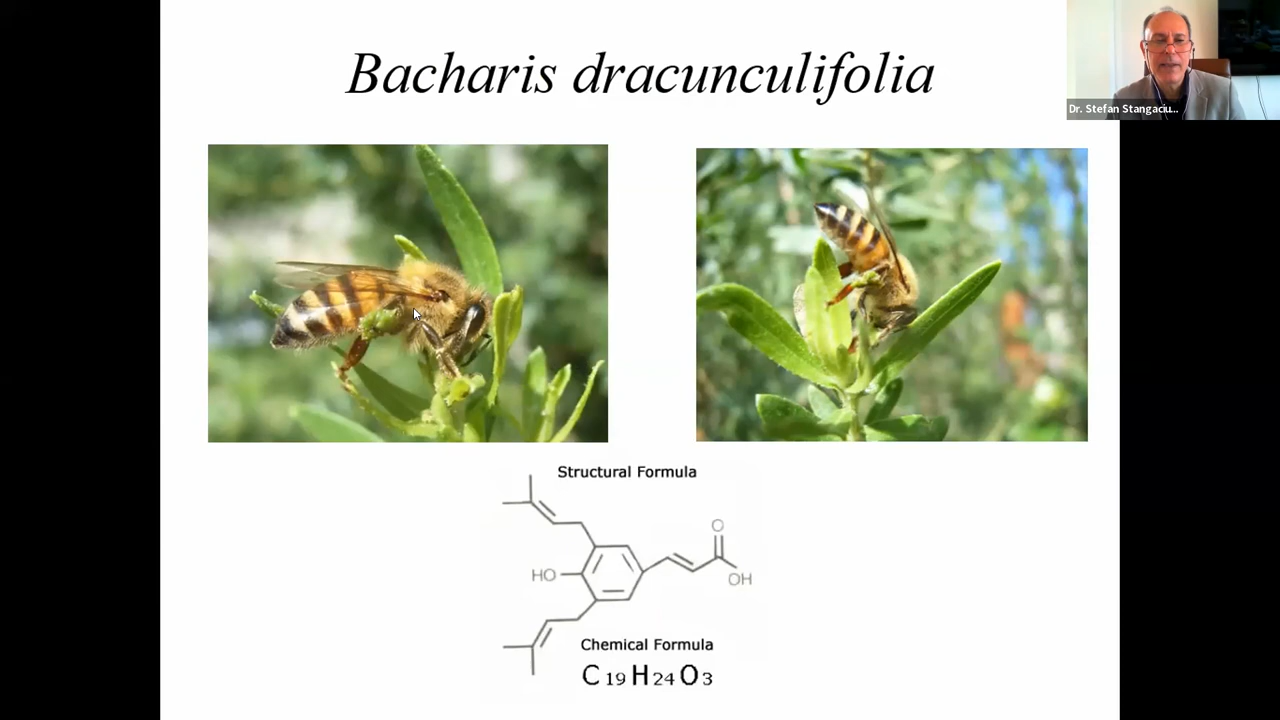 Bacharis dracunculifolia
Dr. Stefan Stangaciu...
Structural Formula
O
HO
OH
Chemical Formula
C19H24O3